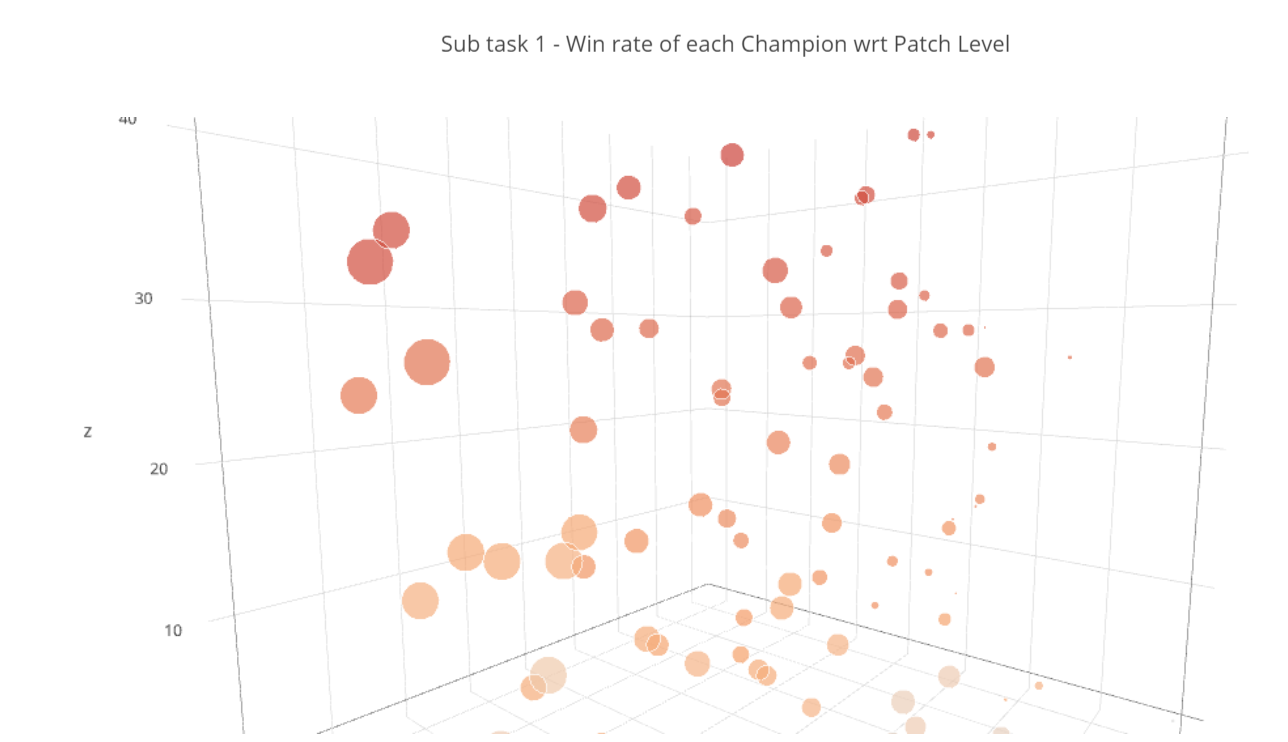 Sub task 1 - Win rate of each Champion wrt Patch Level
40
30
z
20
10